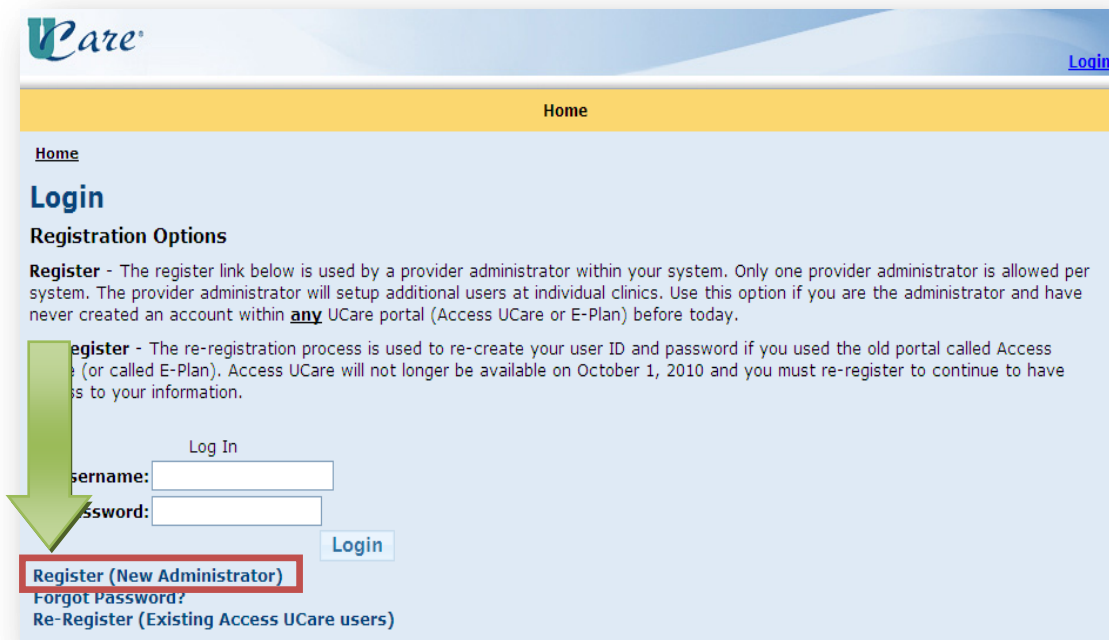 UCare
Login
Home
Home
Login
Registration Options
Register - The register link below is used by a provider administrator within your system. Only one provider administrator is allowed per
system. The provider administrator will setup additional users at individual clinics. Use this option if you are the administrator and have
never created an account within any UCare portal (Access UCare or E-Plan) before today.
egister - The re-registration process is used to re-create your user ID and password if you used the old portal called Access
(or called E-Plan). Access UCare will not longer be available on October 1, 2010 and you must re-register to continue to have
ss to your information.
Log In
sername:
ssword:
Login
Register (New Administrator)
Forgot Password?
Re-Register (Existing Access UCare users)